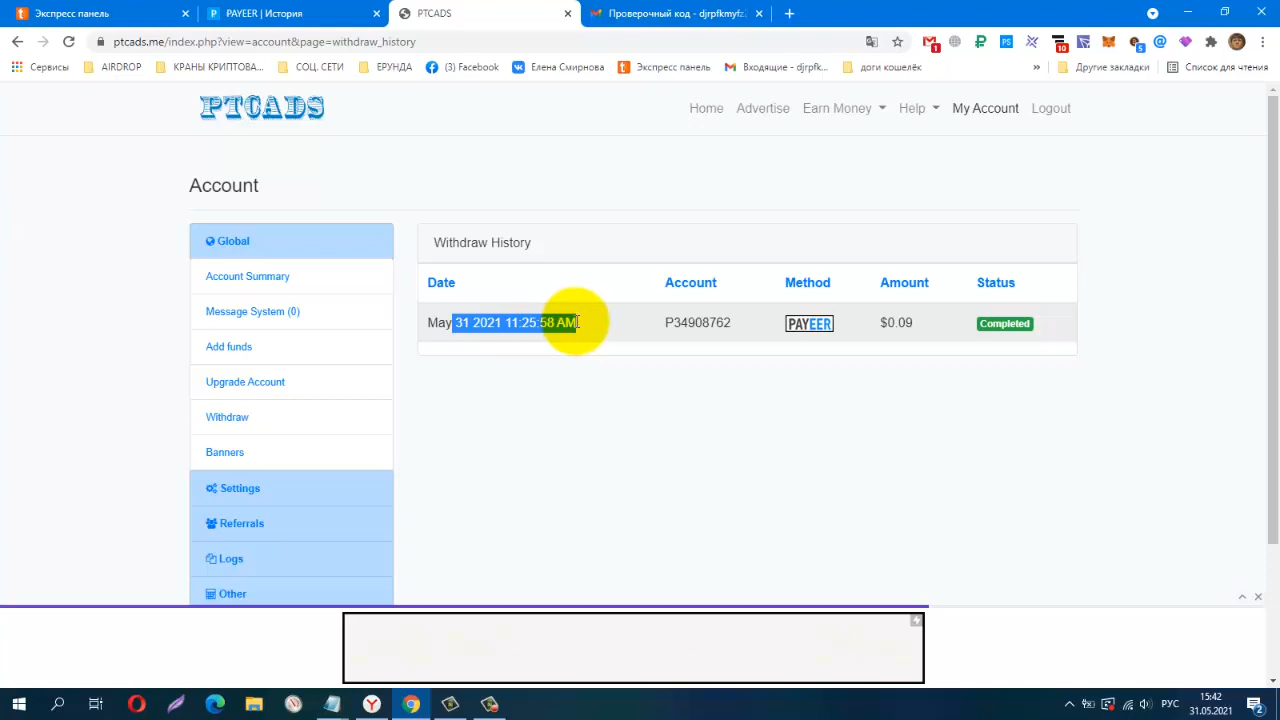 Экспресс панель
PAYEER | История
PTCADS
Проверочный код - djrpfkmyfz
ptcads.me/index.php?view=account&page=withdraw_history
Сервисы
AIRDROP
КРАНЫ КРИПТОВА...
СОЦ. СЕТИ
ЕРУНДА
(3) Facebook
Елена Смирнова
Экспресс панель
Входящие - djrpfk...
доги кошелёк
»
Другие закладки
Список для чтения
PTCADS
Home
Advertise
Earn Money
Help
My Account
Logout
Account
Global
Account Summary
Message System (0)
Add funds
Upgrade Account
Withdraw
Banners
Settings
Referrals
Logs
Other
Withdraw History
Date Account Method Amount Status
May 31 2021 11:25:58 AM P34908762 PAYEER $0.09 Completed
РУС
15:42
31.05.2021